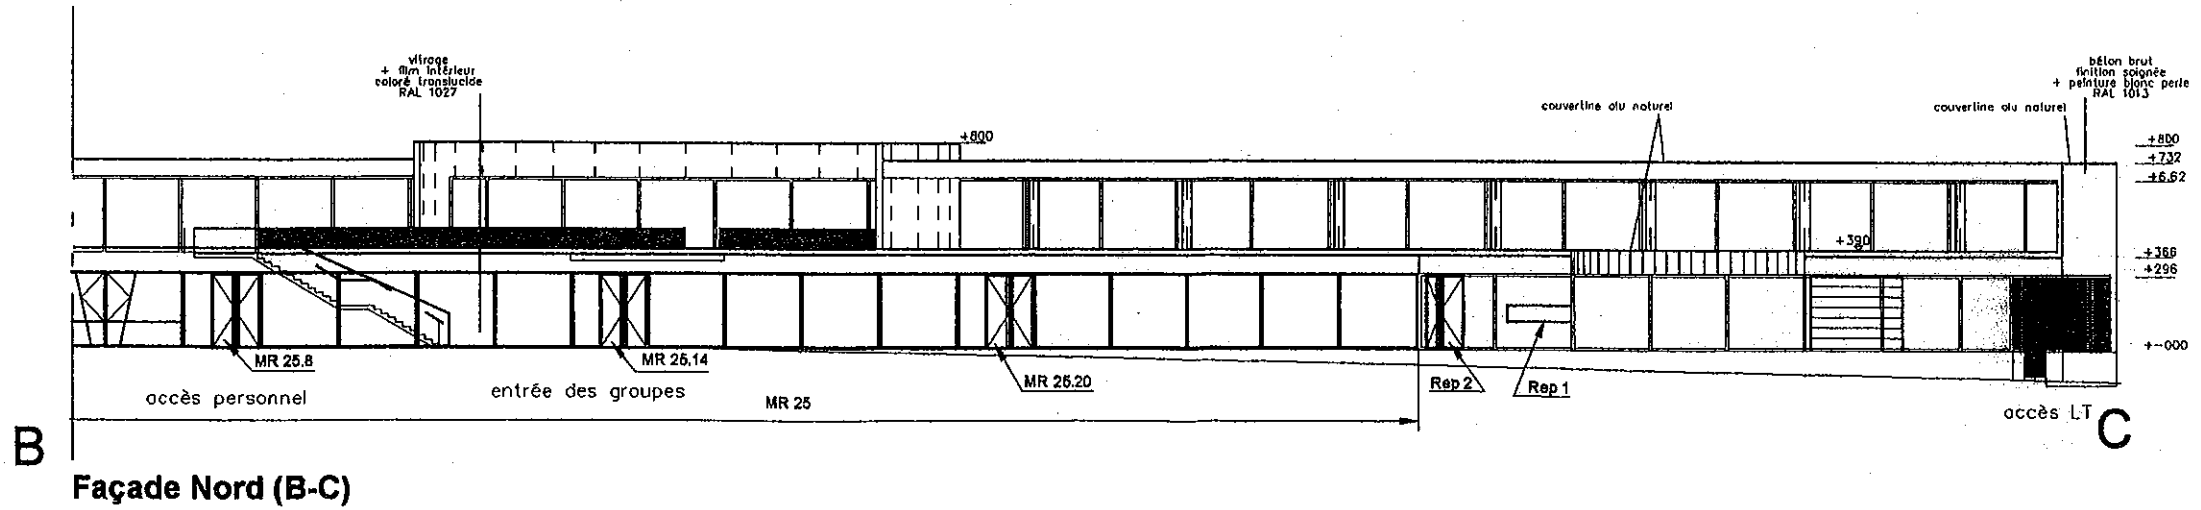 vitrage
+ film intérieur
coloré translucide
RAL 1027
béton brut
finition soignée
+ peinture blanc perle
RAL 1013
couvertine alu naturel
couvertine alu naturel
+800
+800
+732
+6.62
+390
+366
+296
+-000
MR 25.8
MR 25,14
MR 25.20
Rep 2
Rep 1
accès personnel
entrée des groupes
MR 25
accès LT
B
C
Façade Nord (B-C)